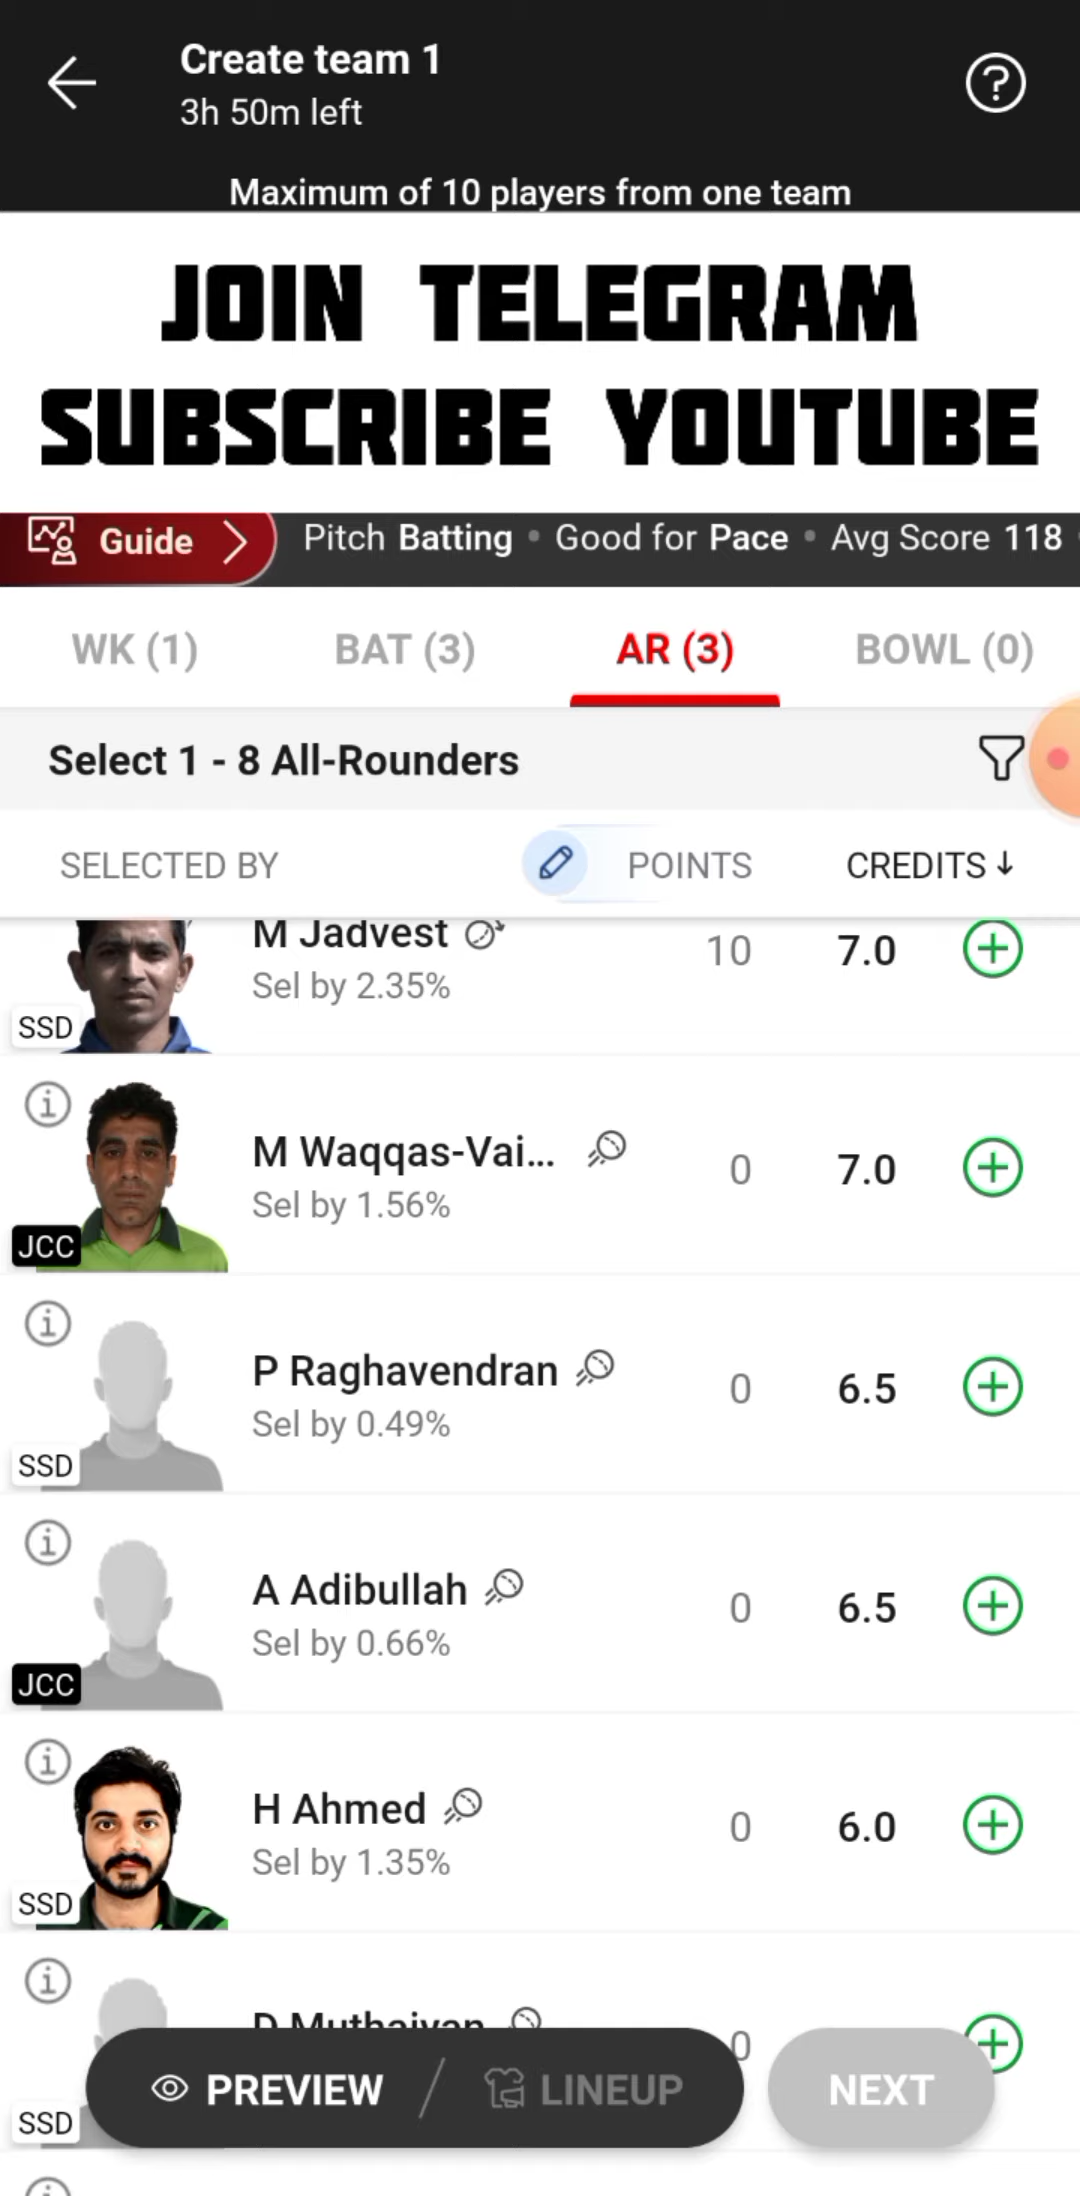 Create team 1
3h 50m left
Maximum of 10 players from one team
JOIN TELEGRAM
SUBSCRIBE YOUTUBE
Guide
Pitch Batting • Good for Pace • Avg Score 118
WK (1) BAT (3) AR (3) BOWL (0)
Select 1 - 8 All-Rounders
SELECTED BY POINTS CREDITS ↓
M Jadvest 10 7.0
Sel by 2.35%
SSD
M Waqqas-Vai... 0 7.0
Sel by 1.56%
JCC
P Raghavendran 0 6.5
Sel by 0.49%
SSD
A Adibullah 0 6.5
Sel by 0.66%
JCC
H Ahmed 0 6.0
Sel by 1.35%
SSD
D Muthaiyan 0
PREVIEW / LINEUP NEXT
SSD